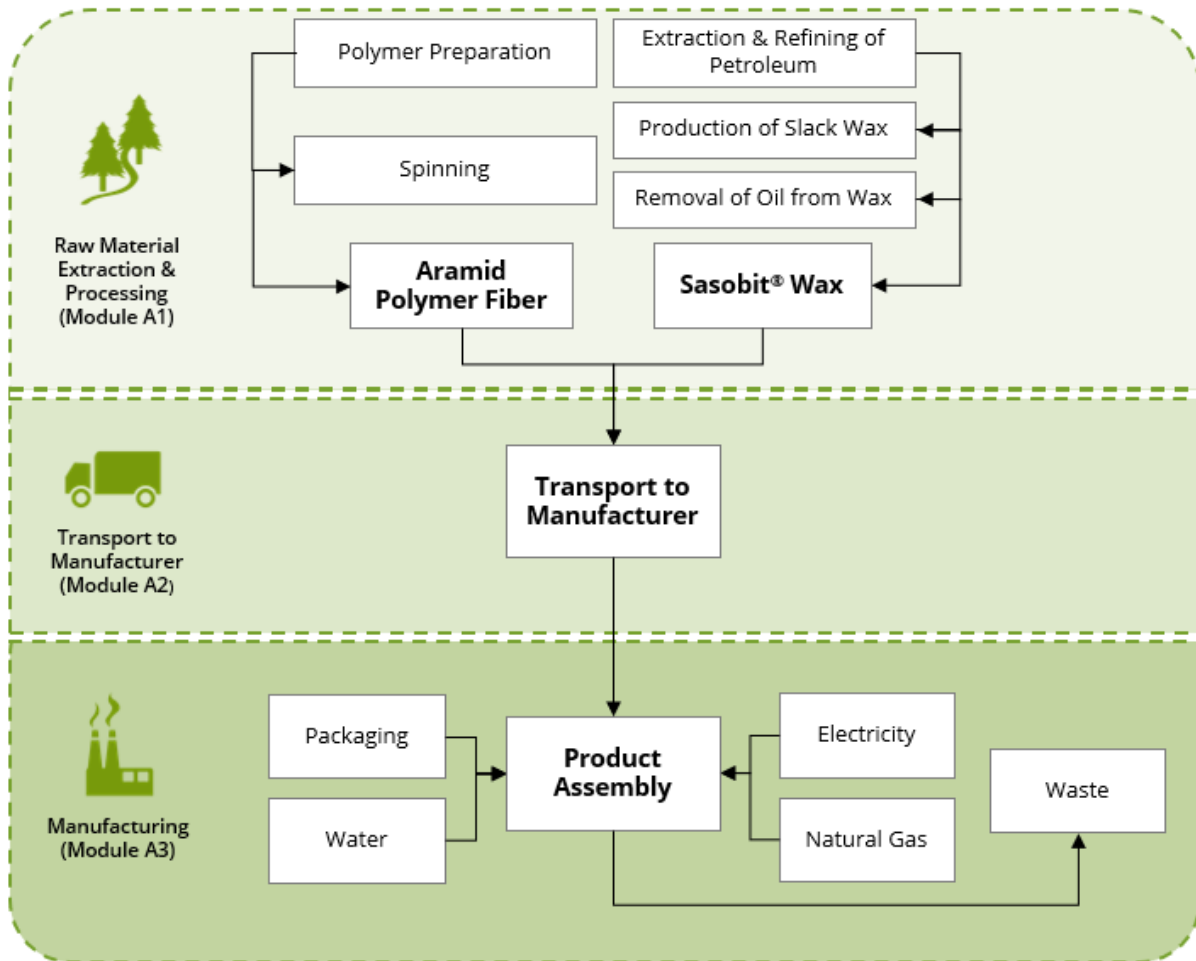 Polymer Preparation
Extraction & Refining of
Petroleum
Production of Slack Wax
Spinning
Removal of Oil from Wax
Raw Material
Extraction &
Processing
(Module A1)
Aramid
Polymer Fiber
Sasobit® Wax
Transport to
Manufacturer
(Module A2)
Transport to
Manufacturer
Manufacturing
(Module A3)
Packaging
Water
Product
Assembly
Electricity
Natural Gas
Waste